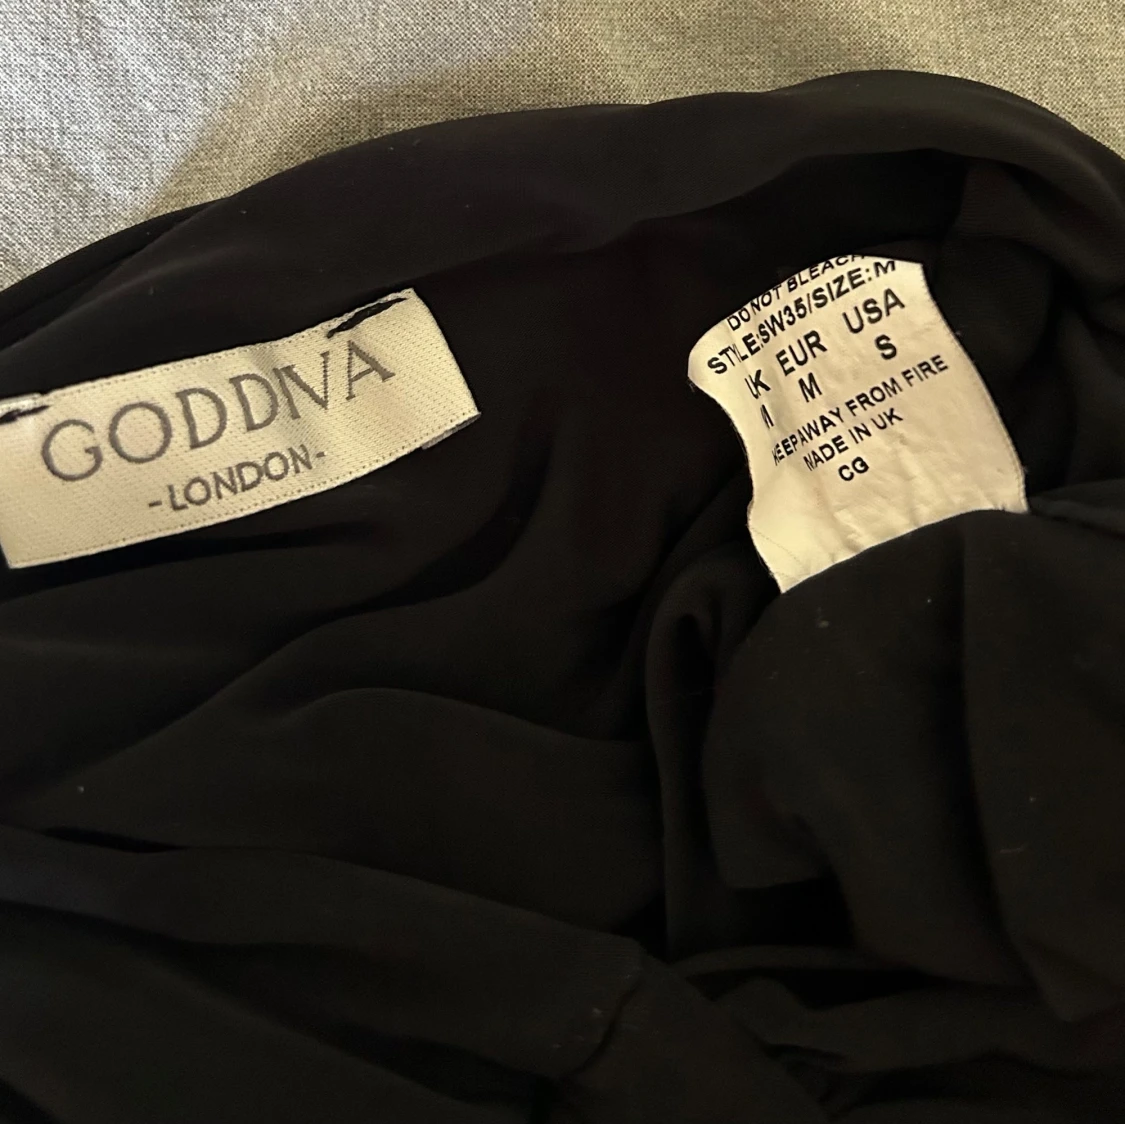 GODDIVA
-LONDON-
DO NOT BLEACH
STYLE:SW35/SIZE:M
UK EUR USA
M M S
KEEP AWAY FROM FIRE
MADE IN UK
CG